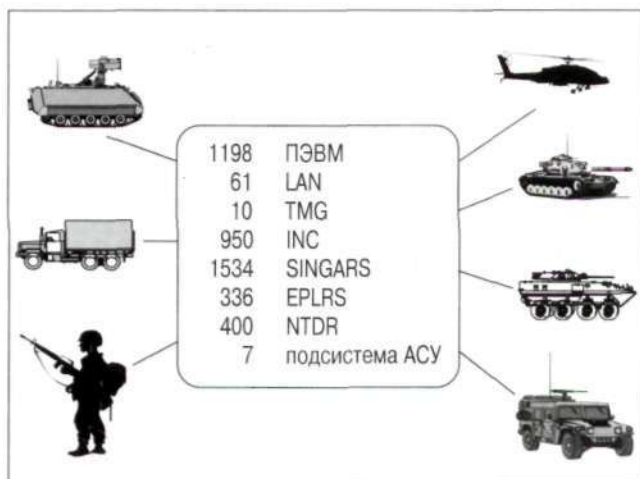 1198 ПЭВМ
61 LAN
10 TMG
950 INC
1534 SINGARS
336 EPLRS
400 NTDR
7 подсистема АСУ